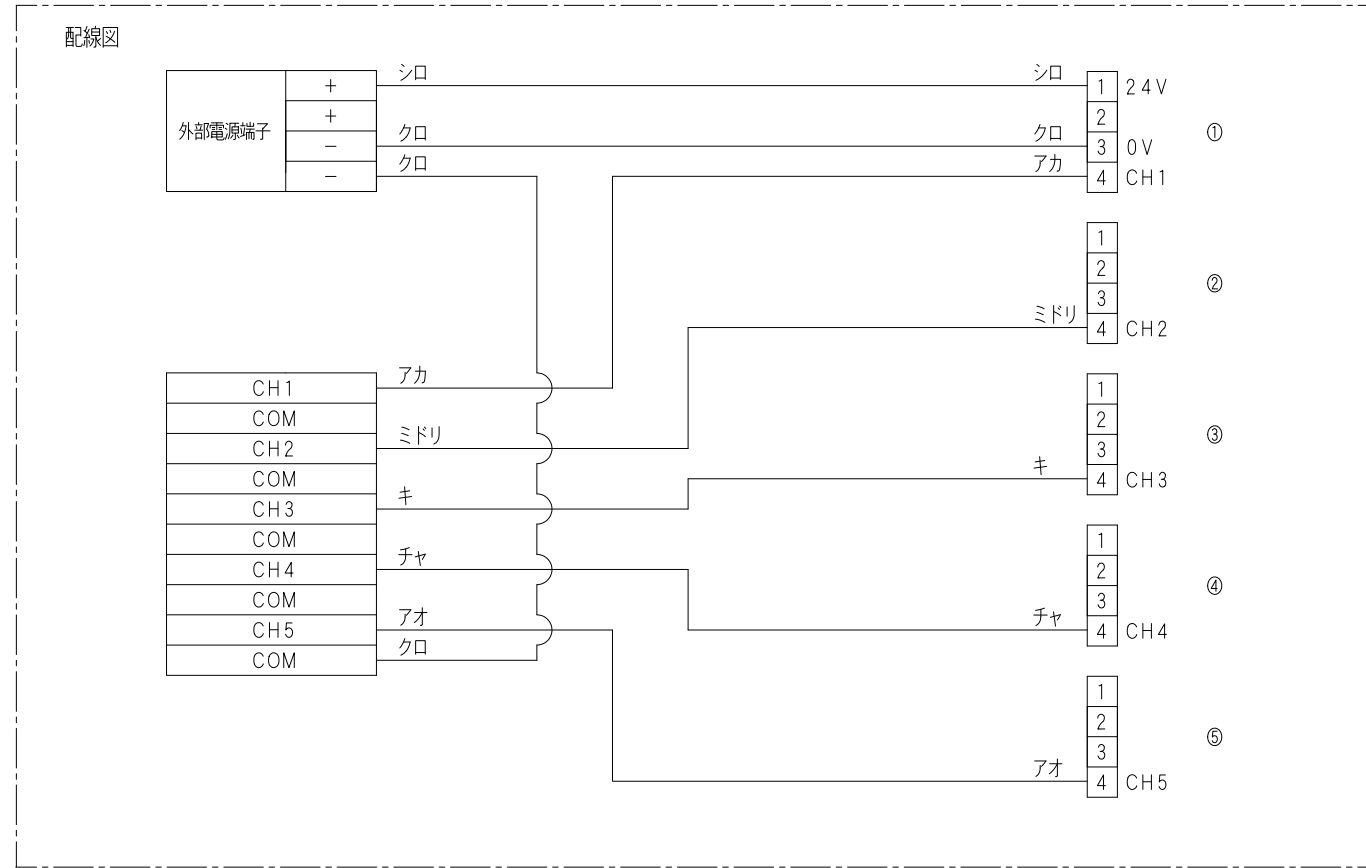 配線図
外部電源端子
+
+
−
−
シロ
クロ
クロ
シロ
クロ
アカ
1 24V
2
3 0V
4 CH1
①
1
2
3
4 CH2
ミドリ
②
CH1
COM
CH2
COM
CH3
COM
CH4
COM
CH5
COM
アカ
ミドリ
キ
チャ
アオ
クロ
1
2
3
4 CH3
キ
③
1
2
3
4 CH4
チャ
④
1
2
3
4 CH5
アオ
⑤